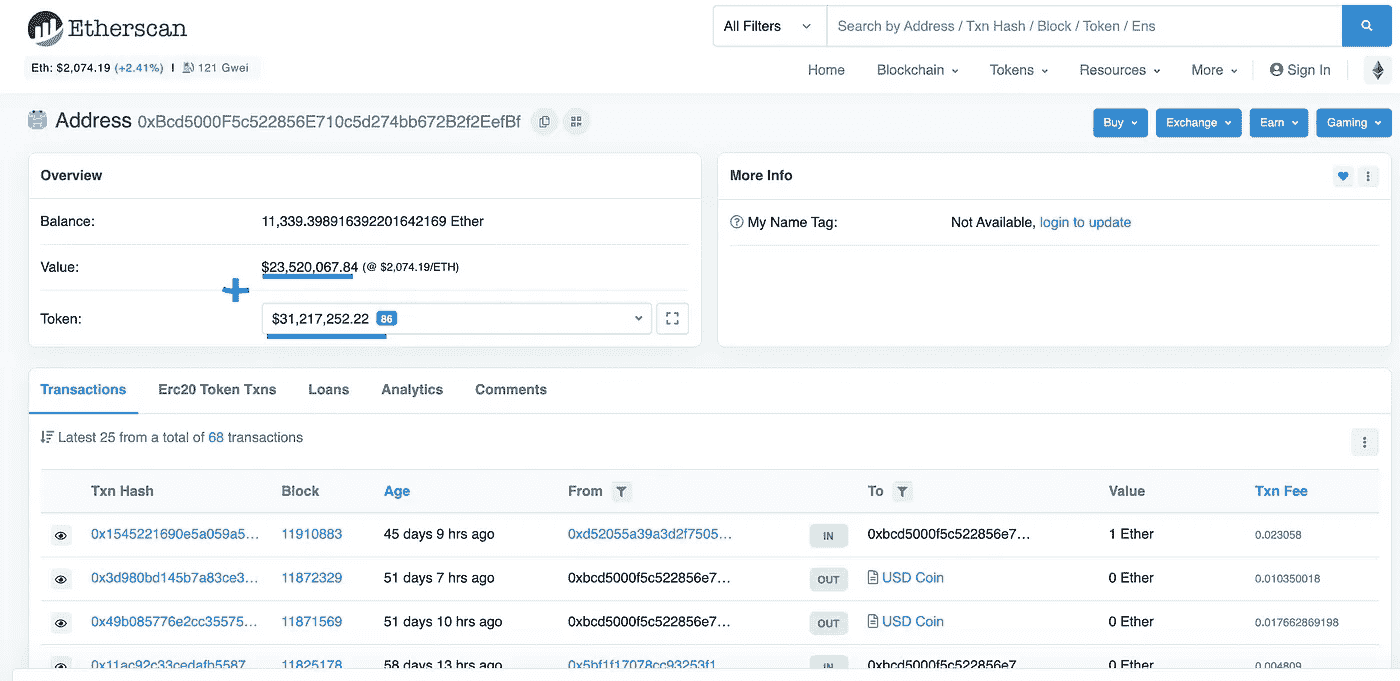 Etherscan
All Filters
Search by Address / Txn Hash / Block / Token / Ens
Eth: $2,074.19 (+2.41%) | 121 Gwei
Home Blockchain Tokens Resources More Sign In
Address 0xBcd5000F5c522856E710c5d274bb672B2f2EefBf
Buy Exchange Earn Gaming
Overview
Balance: 11,339.398916392201642169 Ether
Value: $23,520,067.84 (@ $2,074.19/ETH)
Token: $31,217,252.22 86
More Info
My Name Tag: Not Available, login to update
Transactions Erc20 Token Txns Loans Analytics Comments
Latest 25 from a total of 68 transactions
Txn Hash Block Age From To Value Txn Fee
0x1545221690e5a059a5... 11910883 45 days 9 hrs ago 0xd52055a39a3d2f7505... IN 0xbcd5000f5c522856e7... 1 Ether 0.023058
0x3d980bd145b7a83ce3... 11872329 51 days 7 hrs ago 0xbcd5000f5c522856e7... OUT USD Coin 0 Ether 0.010350018
0x49b085776e2cc35575... 11871569 51 days 10 hrs ago 0xbcd5000f5c522856e7... OUT USD Coin 0 Ether 0.017662869198
0x11ac92c33cedafb5587... 11825178 58 days 13 hrs ago 0x5bf1f17078cc93253f1... IN 0xbcd5000f5c522856e7... 0 Ether 0.004809